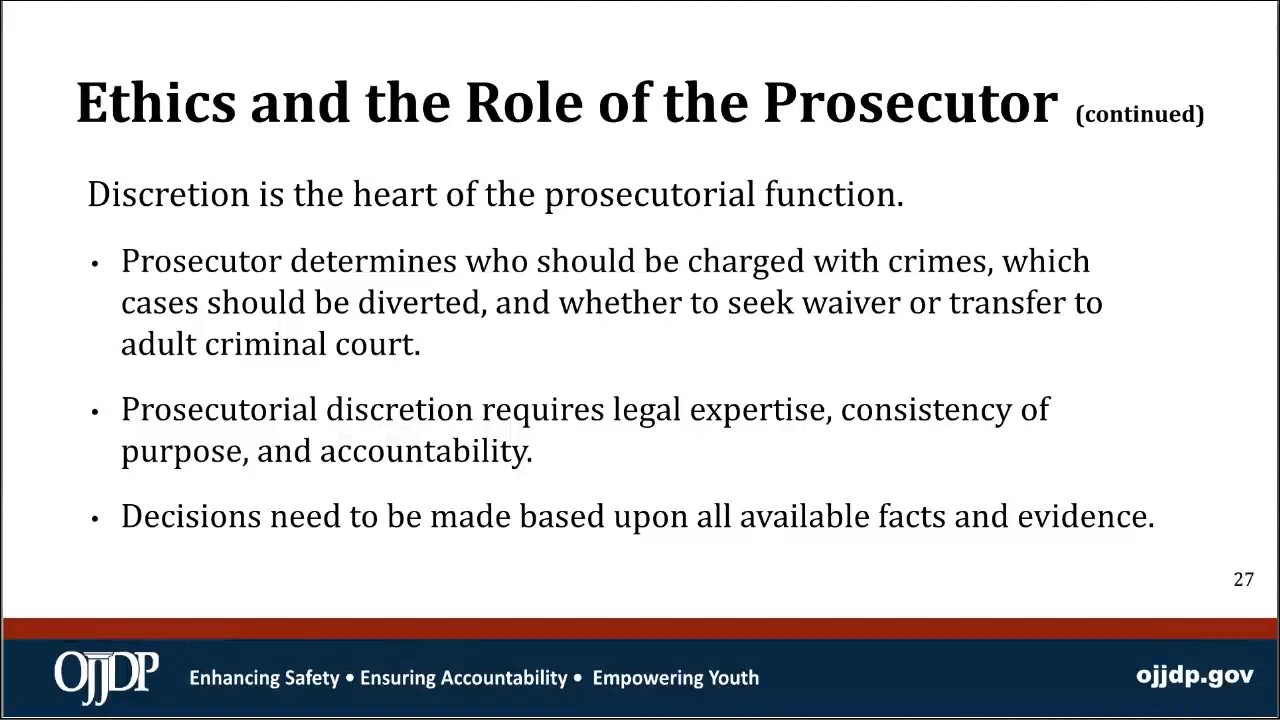 Ethics and the Role of the Prosecutor (continued)
Discretion is the heart of the prosecutorial function.
• Prosecutor determines who should be charged with crimes, which
cases should be diverted, and whether to seek waiver or transfer to
adult criminal court.
• Prosecutorial discretion requires legal expertise, consistency of
purpose, and accountability.
• Decisions need to be made based upon all available facts and evidence.
27
OJJDP
Enhancing Safety • Ensuring Accountability • Empowering Youth
ojjdp.gov